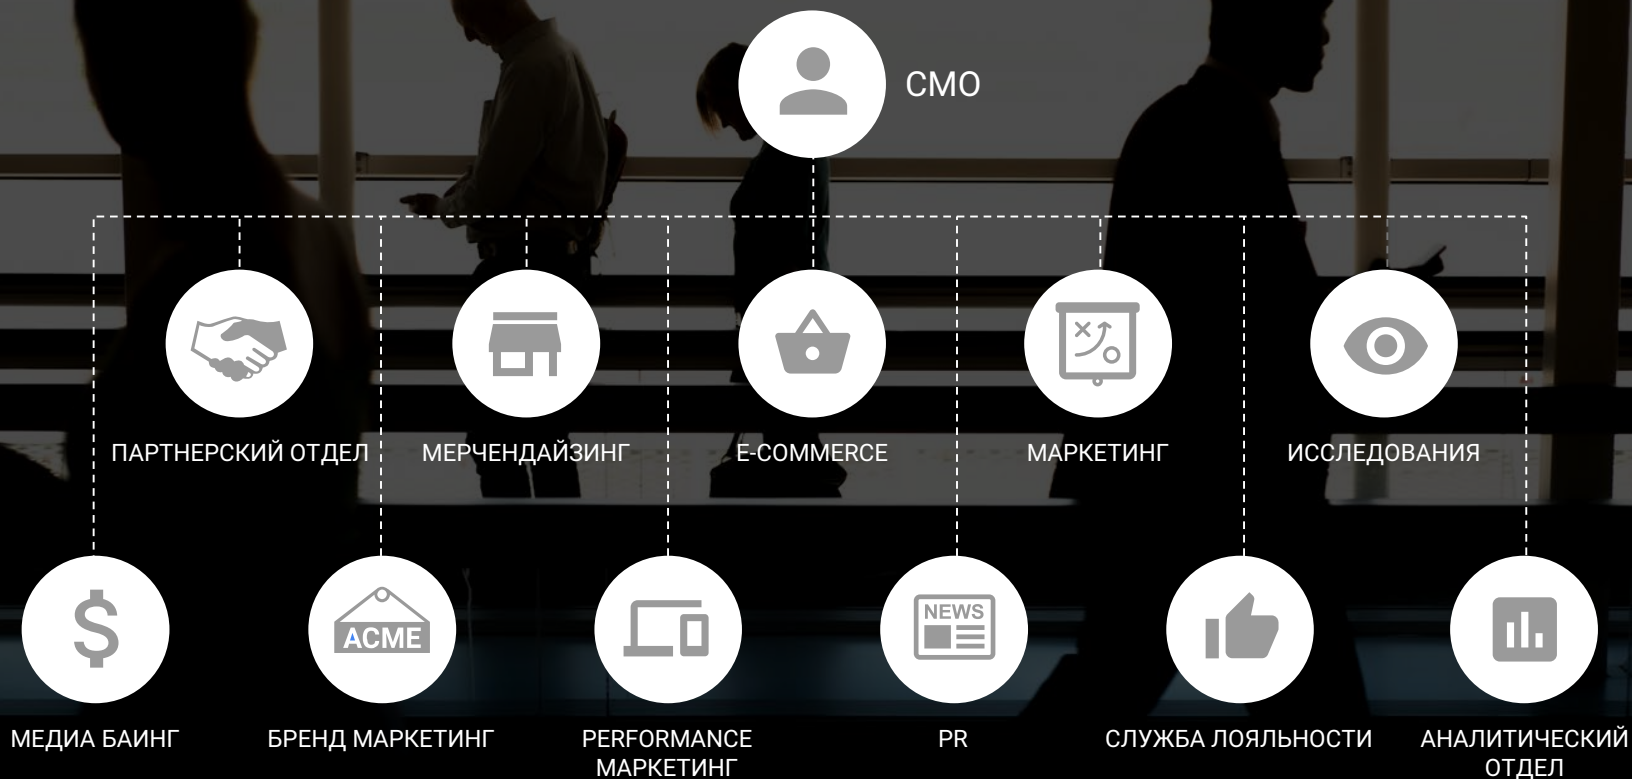 CMO
ПАРТНЕРСКИЙ ОТДЕЛ
МЕРЧЕНДАЙЗИНГ
E-COMMERCE
МАРКЕТИНГ
ИССЛЕДОВАНИЯ
ACME
NEWS
МЕДИА БАИНГ
БРЕНД МАРКЕТИНГ
PERFORMANCE
МАРКЕТИНГ
PR
СЛУЖБА ЛОЯЛЬНОСТИ
АНАЛИТИЧЕСКИЙ
ОТДЕЛ